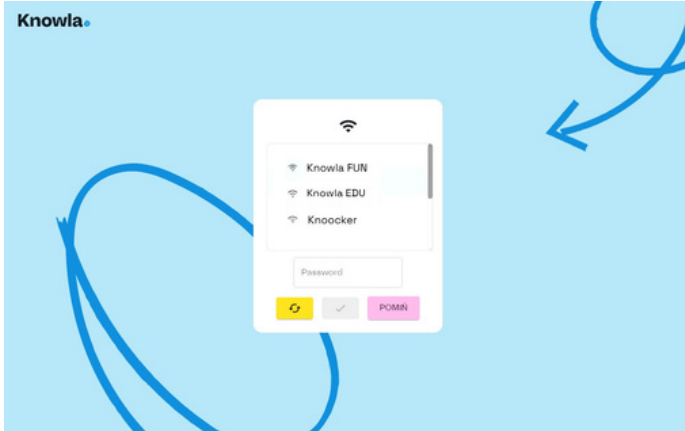 Knowla.
Knowla FUN
Knowla EDU
Knoocker
Password
POMIŃ